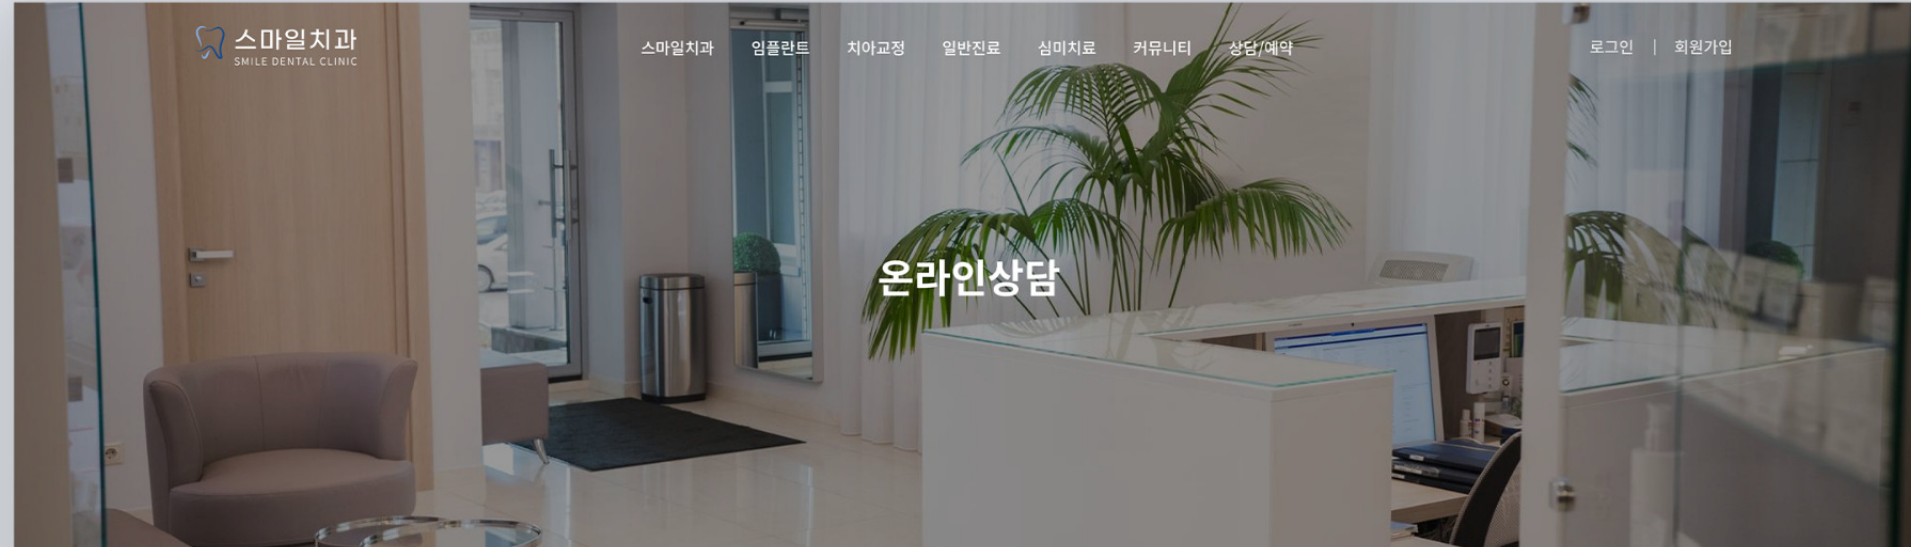 스마일치과
SMILE DENTAL CLINIC
스마일치과 임플란트 치아교정 일반진료 심미치료 커뮤니티 상담/예약
로그인 | 회원가입
온라인상담